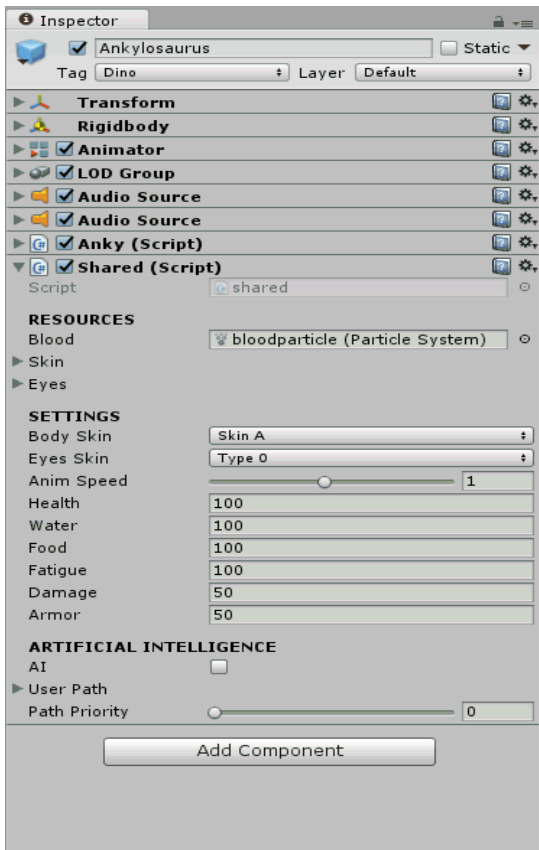 Inspector
Ankylosaurus Static
Tag Dino Layer Default
Transform
Rigidbody
Animator
LOD Group
Audio Source
Audio Source
Anky (Script)
Shared (Script)
Script shared
RESOURCES
Blood bloodparticle (Particle System)
Skin
Eyes
SETTINGS
Body Skin Skin A
Eyes Skin Type 0
Anim Speed 1
Health 100
Water 100
Food 100
Fatigue 100
Damage 50
Armor 50
ARTIFICIAL INTELLIGENCE
AI
User Path
Path Priority 0
Add Component